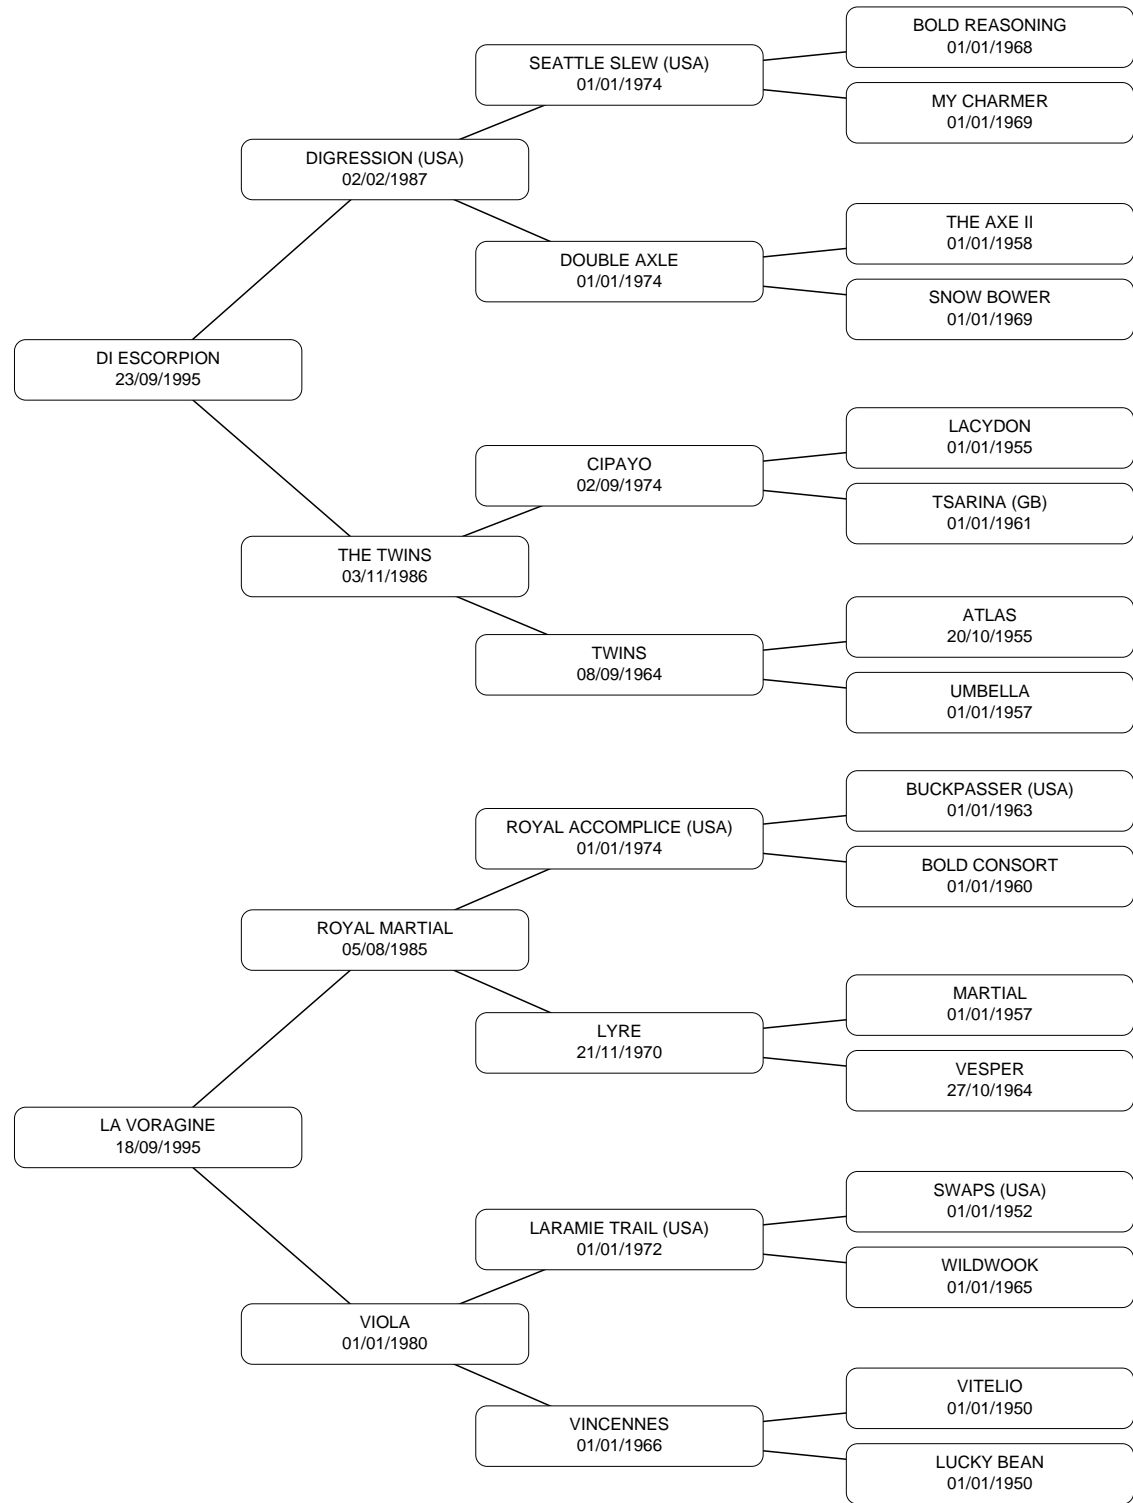 BOLD REASONING
01/01/1968
SEATTLE SLEW (USA)
01/01/1974
MY CHARMER
01/01/1969
DIGRESSION (USA)
02/02/1987
THE AXE II
01/01/1958
DOUBLE AXLE
01/01/1974
SNOW BOWER
01/01/1969
DI ESCORPION
23/09/1995
LACYDON
01/01/1955
CIPAYO
02/09/1974
TSARINA (GB)
01/01/1961
THE TWINS
03/11/1986
ATLAS
20/10/1955
TWINS
08/09/1964
UMBELLA
01/01/1957
BUCKPASSER (USA)
01/01/1963
ROYAL ACCOMPLICE (USA)
01/01/1974
BOLD CONSORT
01/01/1960
ROYAL MARTIAL
05/08/1985
MARTIAL
01/01/1957
LYRE
21/11/1970
VESPER
27/10/1964
LA VORAGINE
18/09/1995
SWAPS (USA)
01/01/1952
LARAMIE TRAIL (USA)
01/01/1972
WILDWOOK
01/01/1965
VIOLA
01/01/1980
VITELIO
01/01/1950
VINCENNES
01/01/1966
LUCKY BEAN
01/01/1950